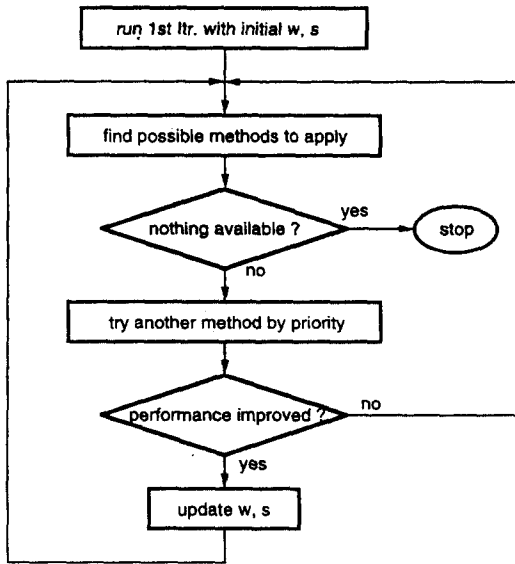 run 1st Itr. with initial w, s
find possible methods to apply
nothing available ?
yes
stop
no
try another method by priority
performance improved ?
no
yes
update w, s